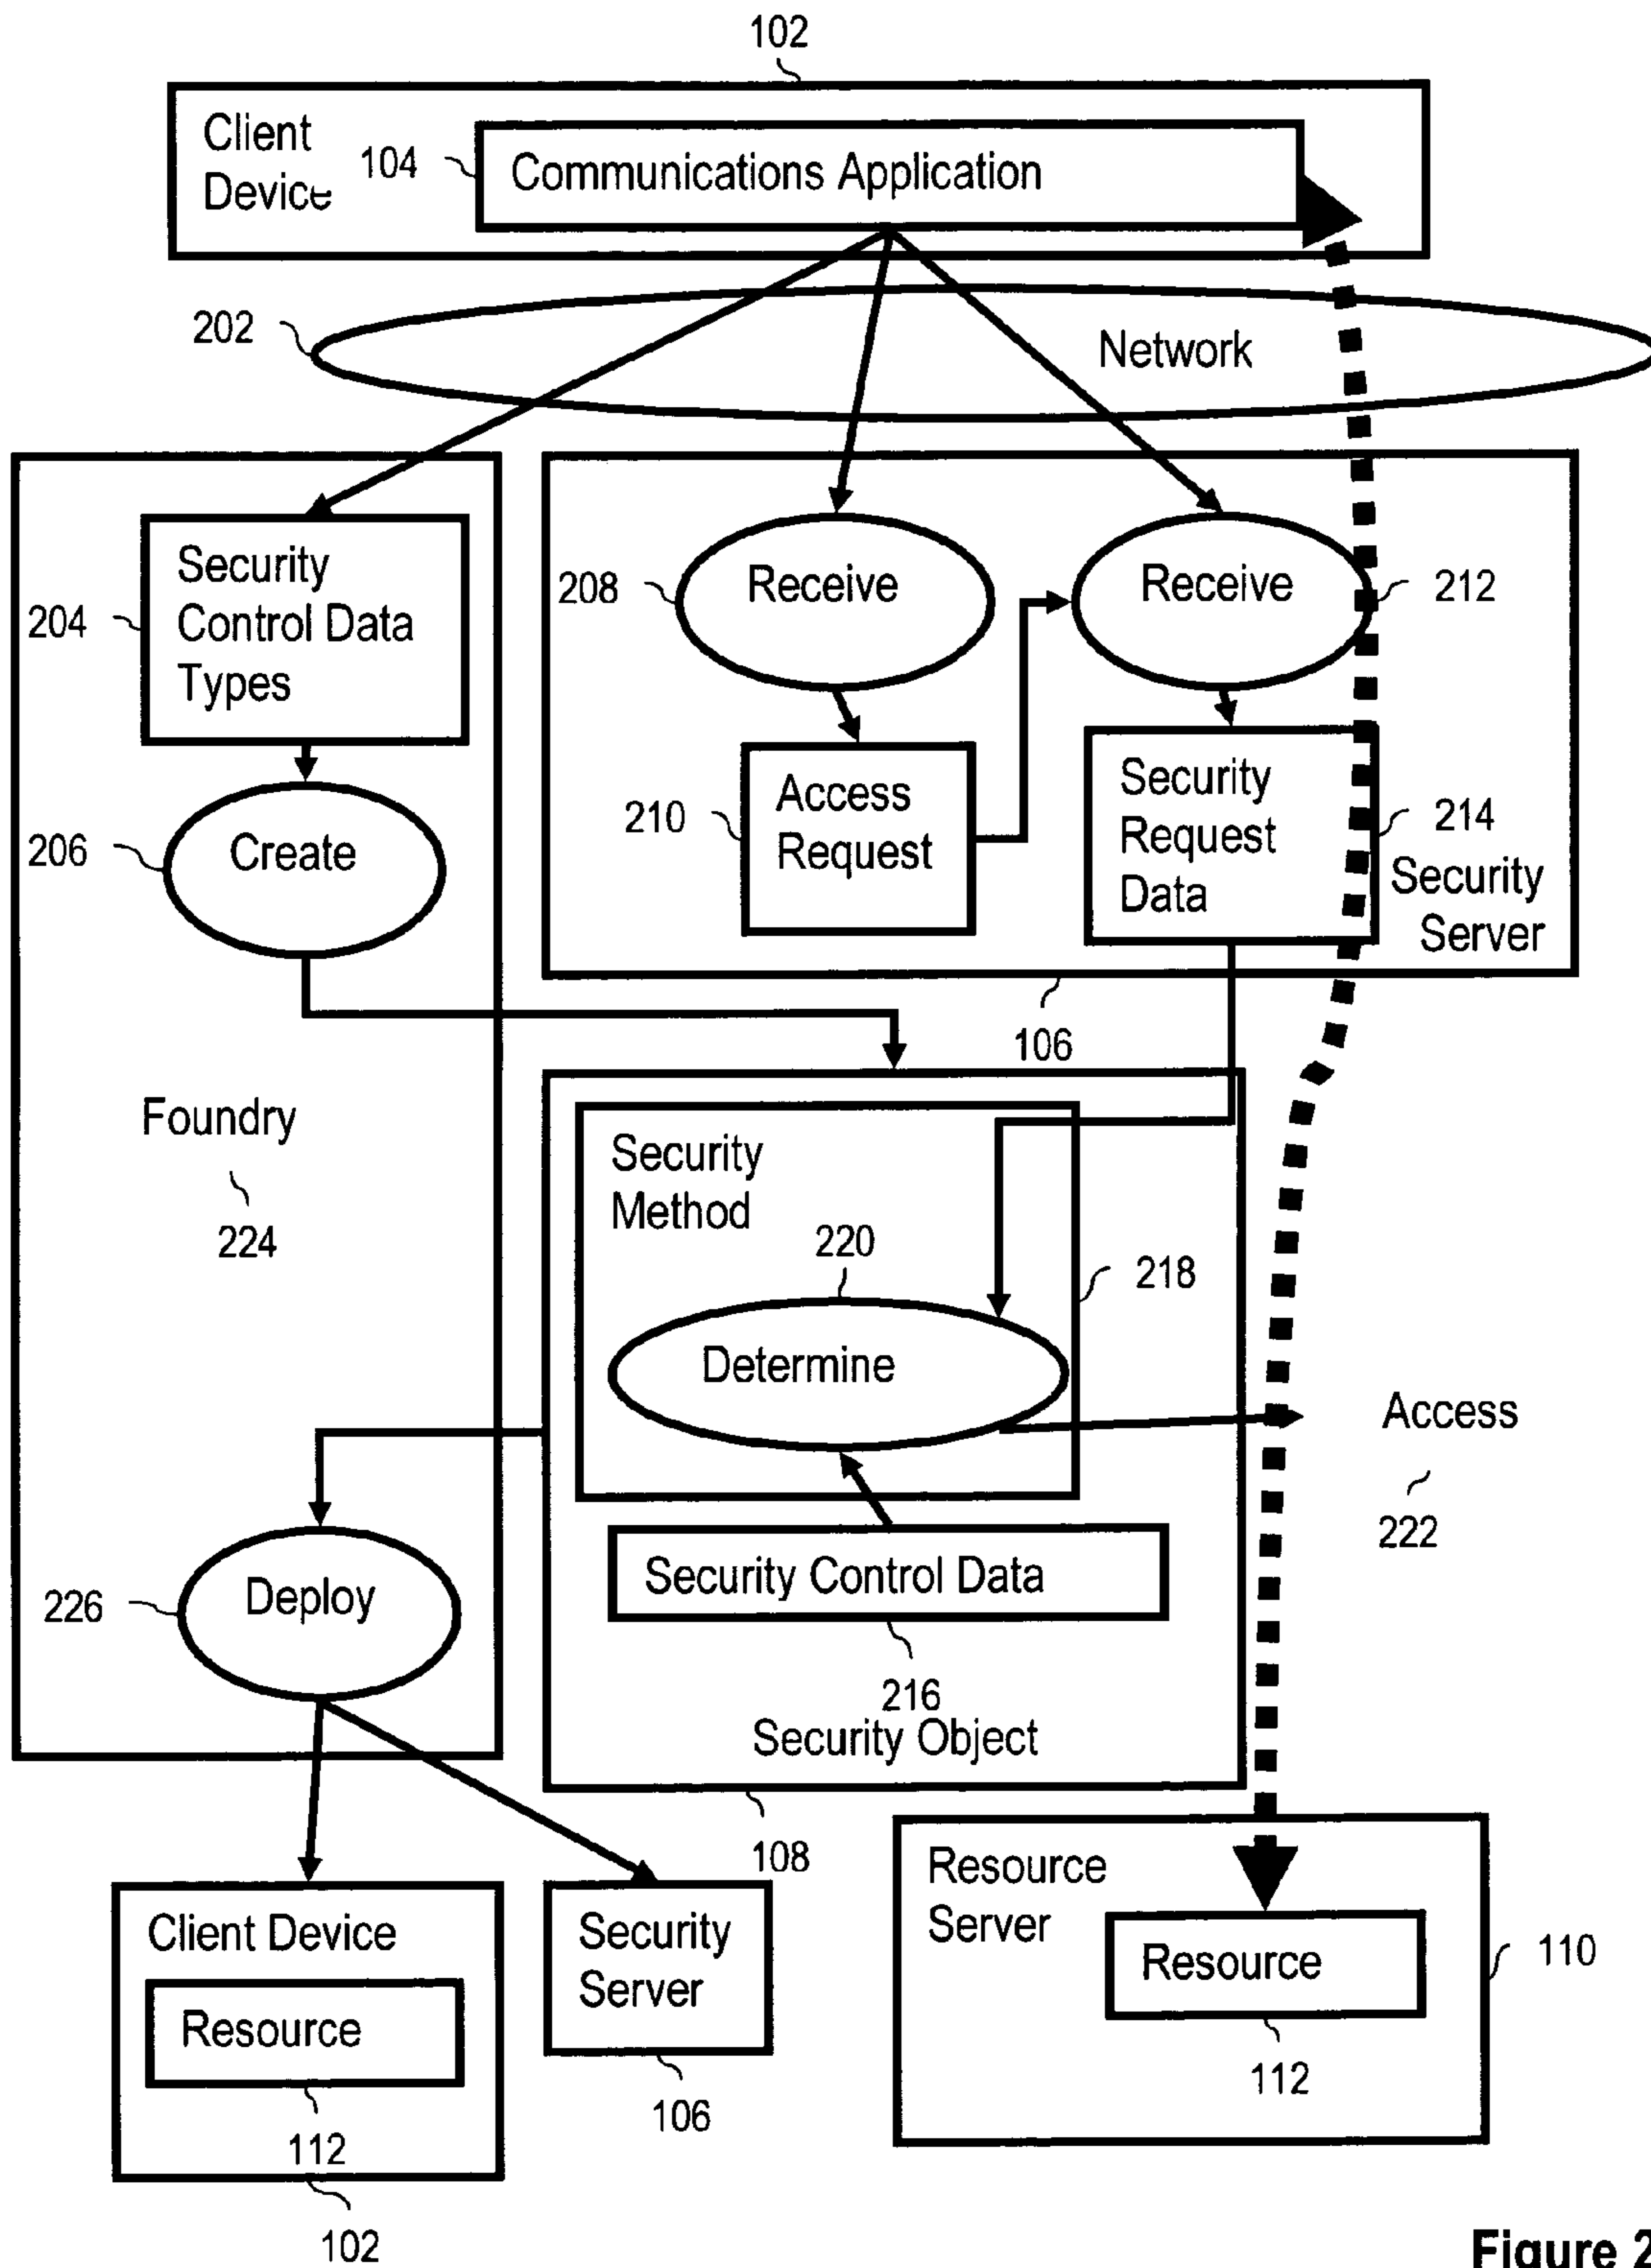 102
Client
Device
104
Communications Application
202
Network
204
Security
Control Data
Types
208
Receive
Receive
212
206
Create
210
Access
Request
Security
Request
Data
214
Security
Server
106
Foundry
224
Security
Method
220
218
Determine
Access
222
226
Deploy
Security Control Data
216
Security Object
108
Client Device
Resource
112
102
Security
Server
106
Resource
Server
Resource
110
112
Figure 2